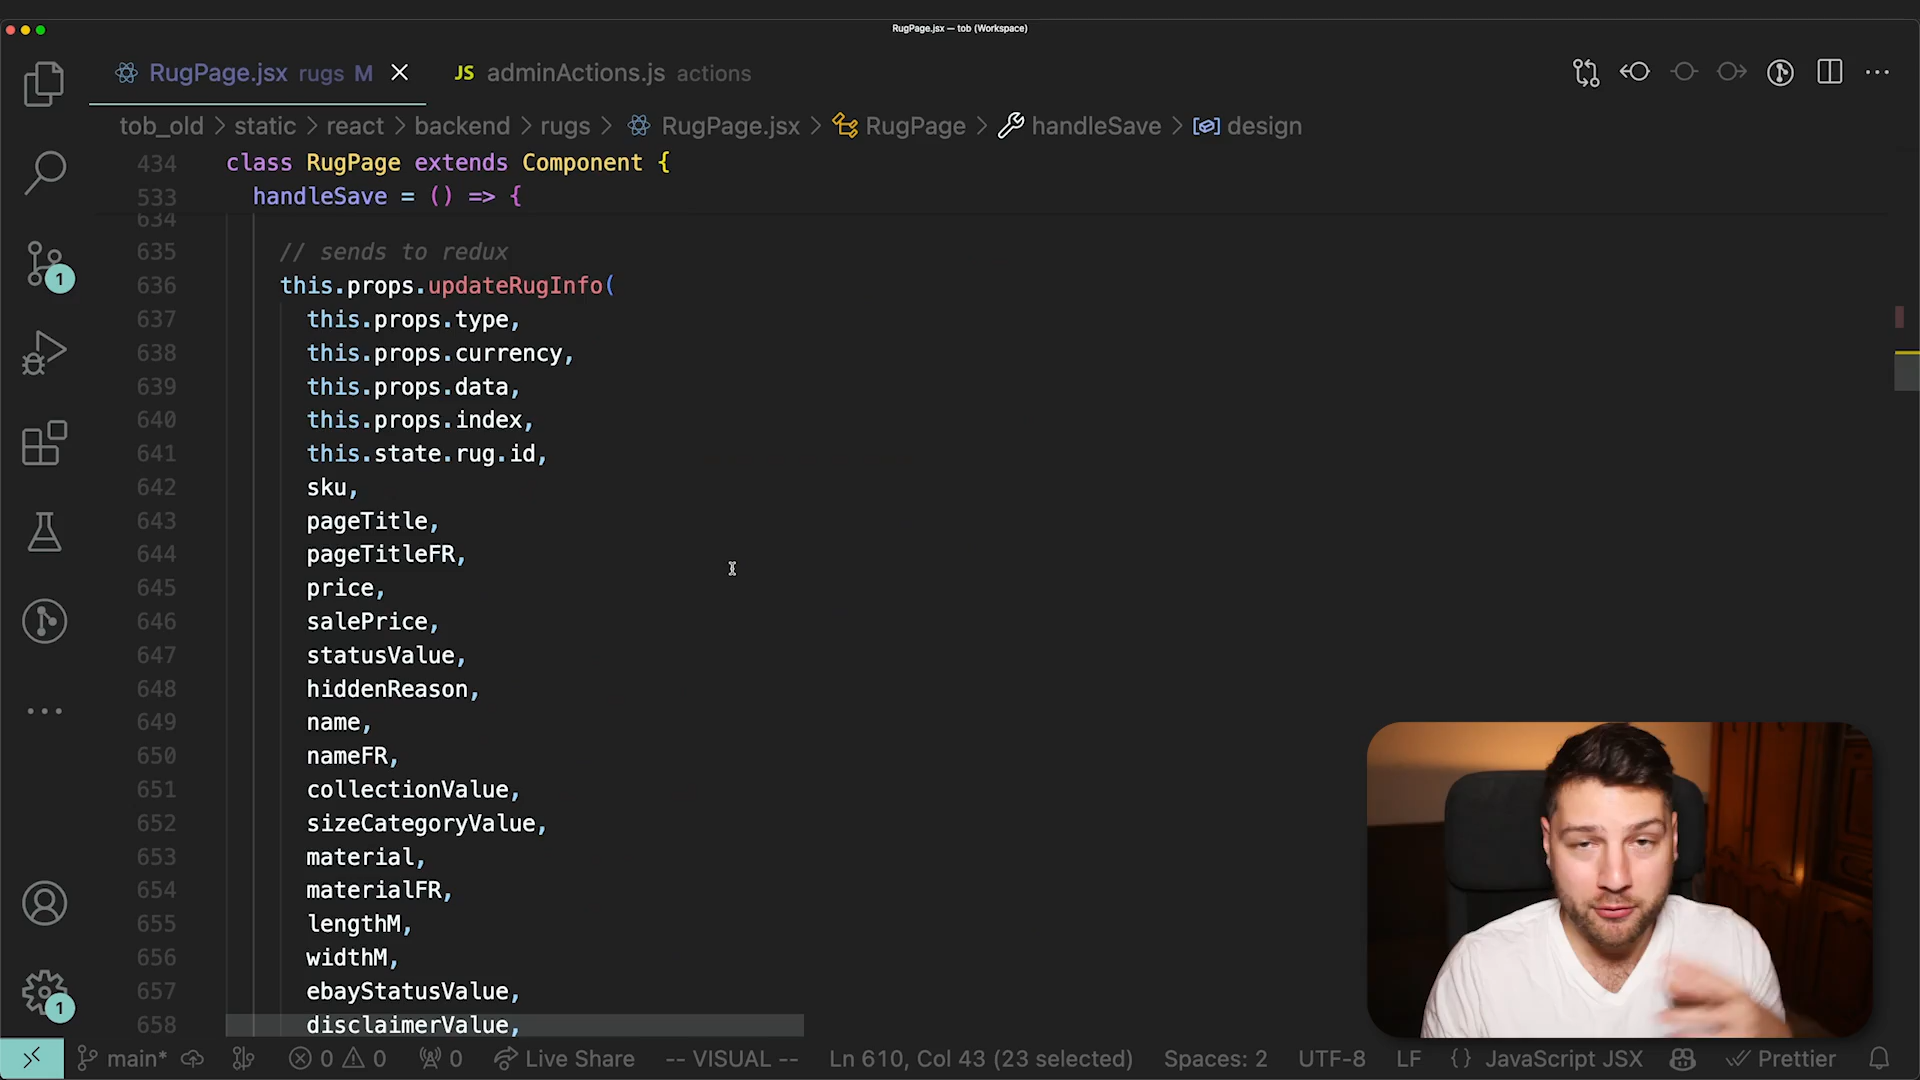 RugPage.jsx — tob (Workspace)
RugPage.jsx rugs M
JS adminActions.js actions
tob_old > static > react > backend > rugs > RugPage.jsx > RugPage > handleSave > design
434 class RugPage extends Component {
533 handleSave = () => {
634
635 // sends to redux
636 this.props.updateRugInfo(
637 this.props.type,
638 this.props.currency,
639 this.props.data,
640 this.props.index,
641 this.state.rug.id,
642 sku,
643 pageTitle,
644 pageTitleFR,
645 price,
646 salePrice,
647 statusValue,
648 hiddenReason,
649 name,
650 nameFR,
651 collectionValue,
652 sizeCategoryValue,
653 material,
654 materialFR,
655 lengthM,
656 widthM,
657 ebayStatusValue,
658 disclaimerValue,
1
1
main* 0 0 0 Live Share -- VISUAL -- Ln 610, Col 43 (23 selected) Spaces: 2 UTF-8 LF {} JavaScript JSX Prettier